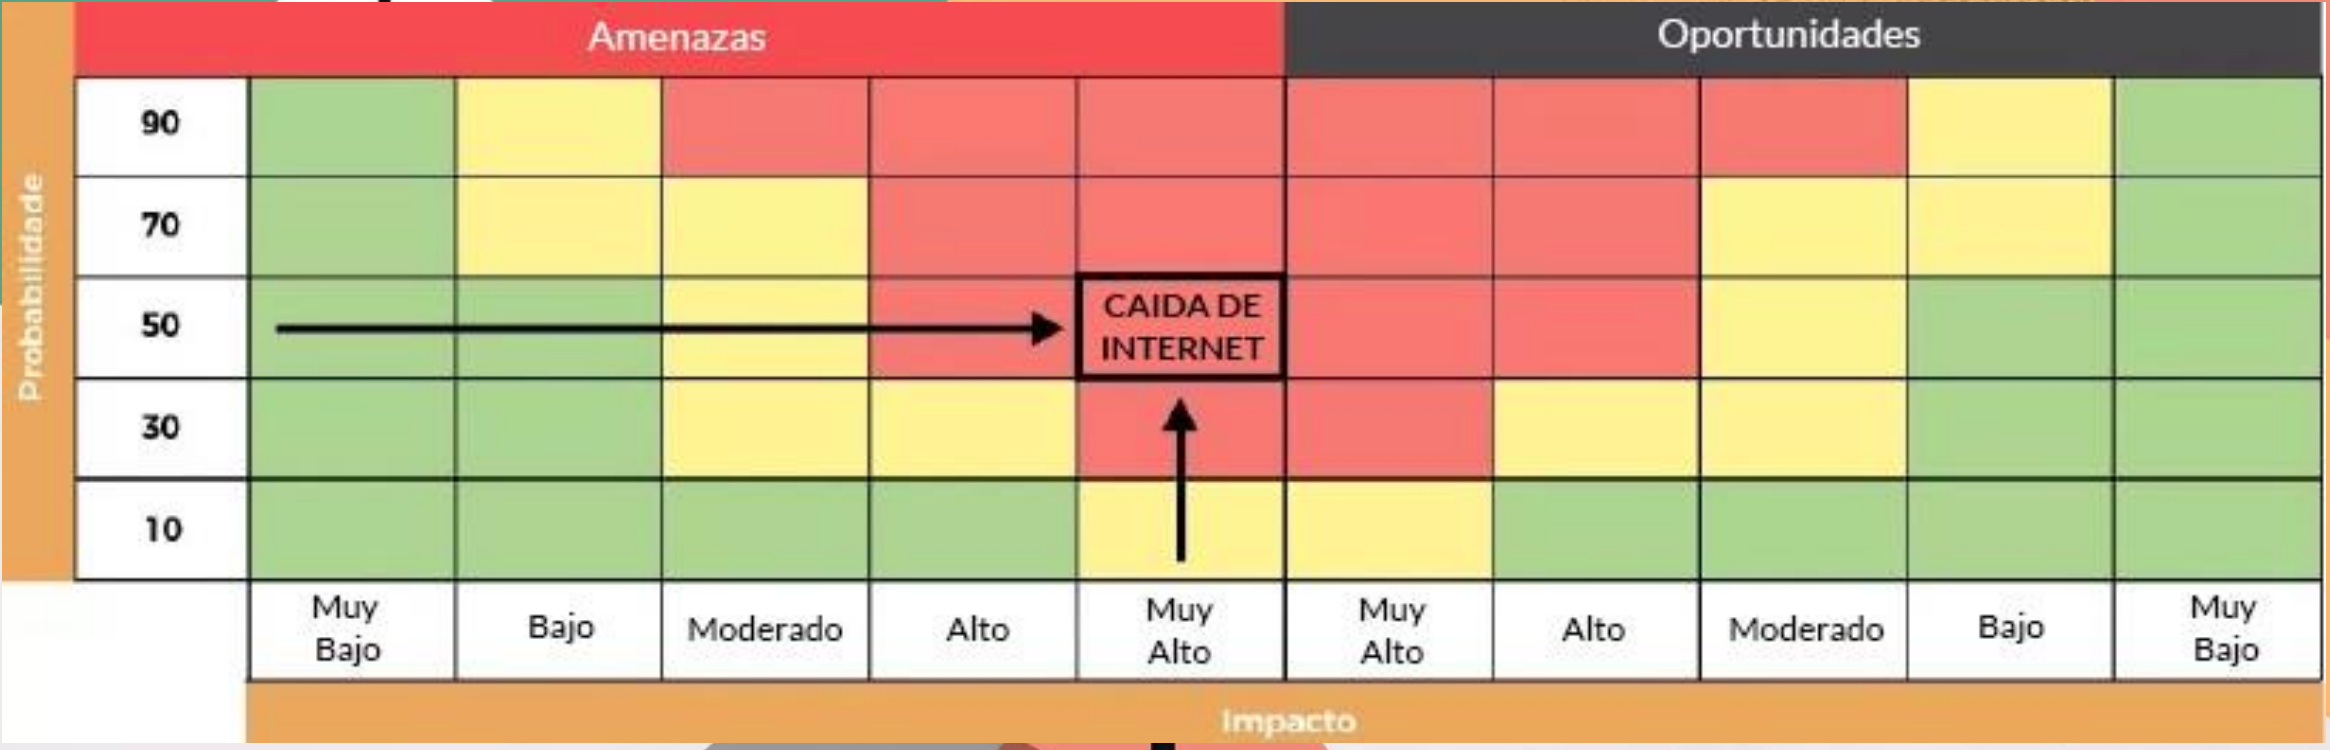 Amenazas
Oportunidades
Probabilidade
90
70
50
CAIDA DE
INTERNET
30
10
Muy
Bajo
Bajo
Moderado
Alto
Muy
Alto
Muy
Alto
Alto
Moderado
Bajo
Muy
Bajo
Impacto